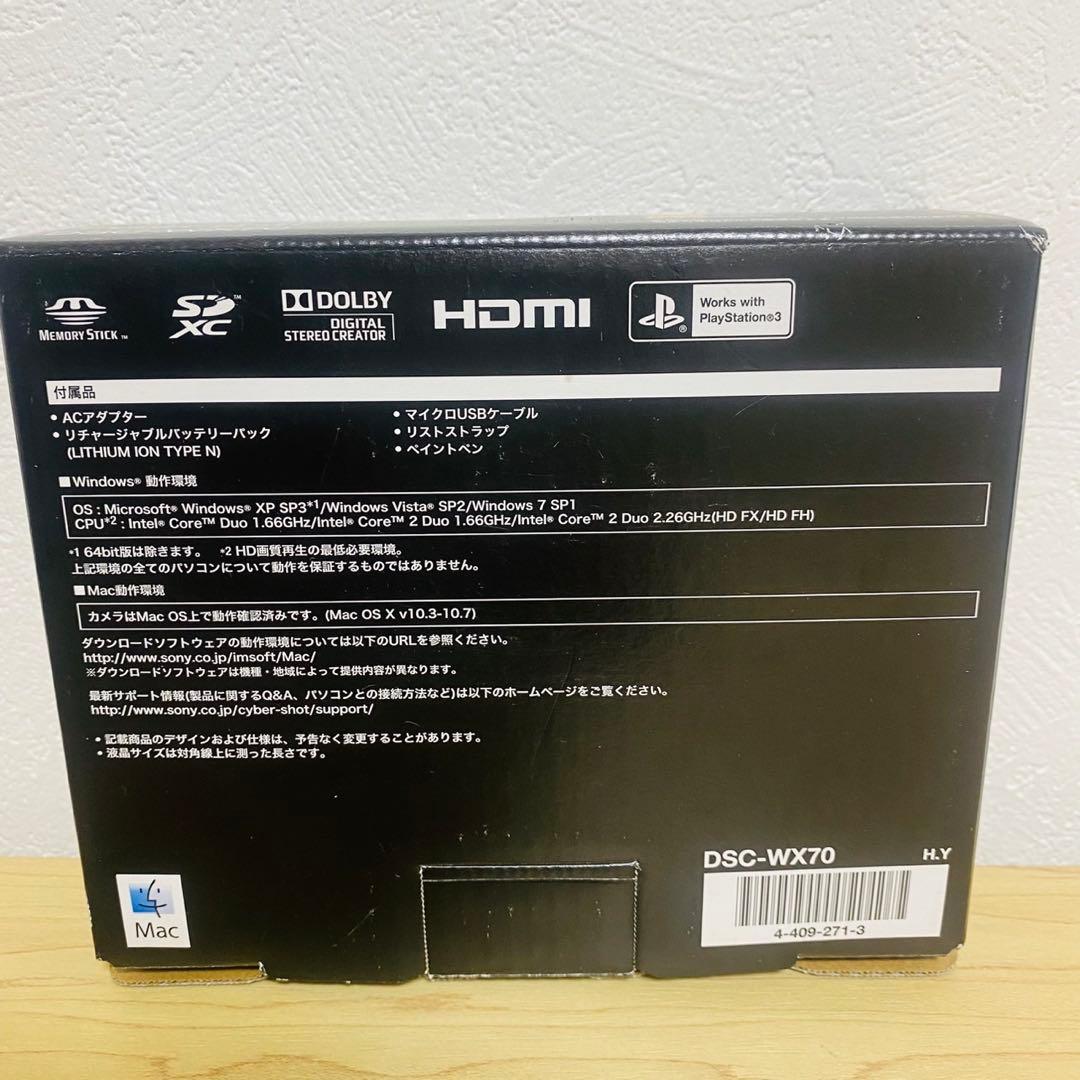 MEMORY STICK™
SD XC™
DOLBY
DIGITAL
STEREO CREATOR
HDMI
Works with
PlayStation®3
付属品
• ACアダプター
• リチャージャブルバッテリーパック
(LITHIUM ION TYPE N)
• マイクロUSBケーブル
• リストストラップ
• ペイントペン
■Windows® 動作環境
OS : Microsoft® Windows® XP SP3*1/Windows Vista® SP2/Windows 7 SP1
CPU*2 : Intel® Core™ Duo 1.66GHz/Intel® Core™ 2 Duo 1.66GHz/Intel® Core™ 2 Duo 2.26GHz(HD FX/HD FH)
*1 64bit版は除きます。 *2 HD画質再生の最低必要環境。
上記環境の全てのパソコンについて動作を保証するものではありません。
■Mac動作環境
カメラはMac OS上で動作確認済みです。(Mac OS X v10.3-10.7)
ダウンロードソフトウェアの動作環境については以下のURLを参照ください。
http://www.sony.co.jp/imsoft/Mac/
※ダウンロードソフトウェアは機種・地域によって提供内容が異なります。
最新サポート情報(製品に関するQ&A、パソコンとの接続方法など)は以下のホームページをご覧ください。
http://www.sony.co.jp/cyber-shot/support/
• 記載商品のデザインおよび仕様は、予告なく変更することがあります。
• 液晶サイズは対角線上に測った長さです。
DSC-WX70
H.Y
4-409-271-3
Mac